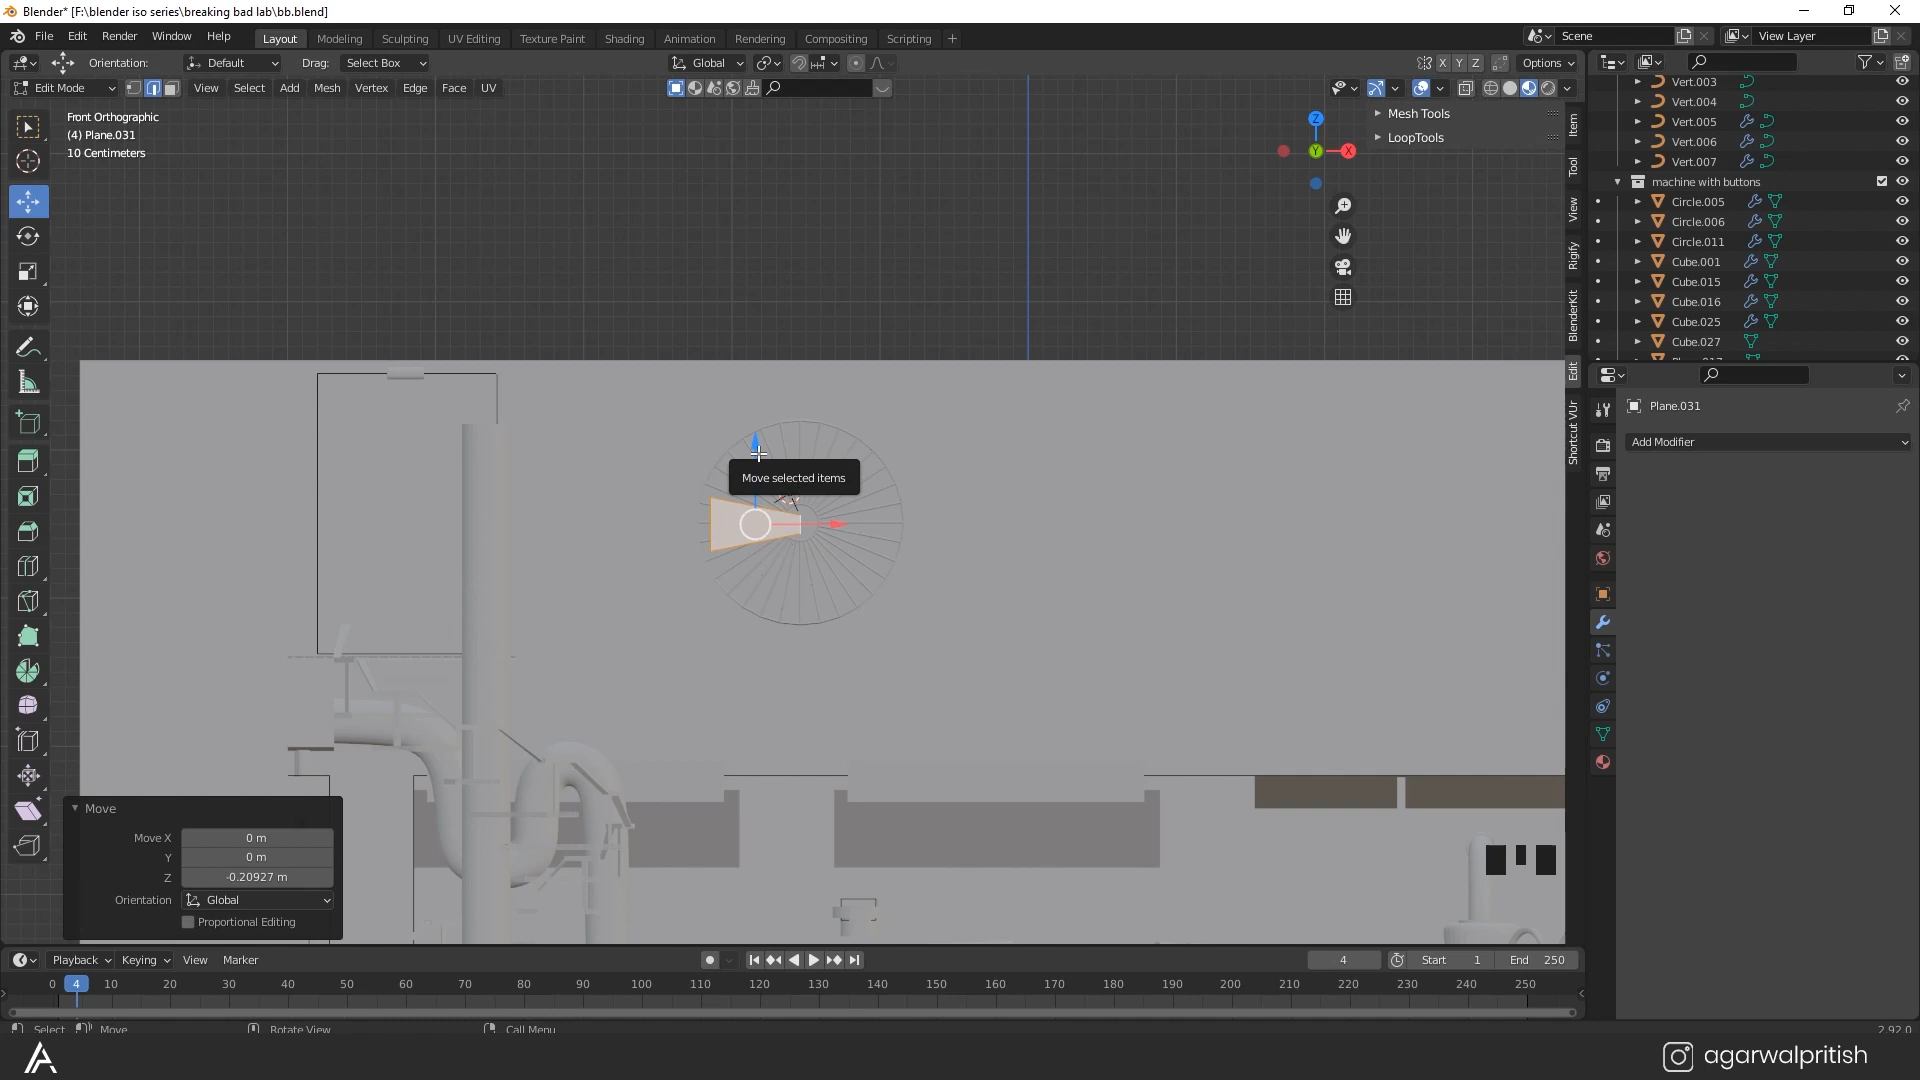 Blender* [F:\blender iso series\breaking bad lab\bb.blend]
File Edit Render Window Help Layout Modeling Sculpting UV Editing Texture Paint Shading Animation Rendering Compositing Scripting + Scene View Layer
Orientation: Default Drag: Select Box Global X Y Z Options
Edit Mode View Select Add Mesh Vertex Edge Face UV
Front Orthographic
(4) Plane.031
10 Centimeters
Z
Y
X
Mesh Tools
LoopTools
Item
Tool
View
Rigify
BlenderKit
Edit
Shortcut VUr
Vert.003
Vert.004
Vert.005
Vert.006
Vert.007
machine with buttons
Circle.005
Circle.006
Circle.011
Cube.001
Cube.015
Cube.016
Cube.025
Cube.027
Plane.031
Add Modifier
Move selected items
Move
Move X 0 m
Y 0 m
Z -0.20927 m
Orientation Global
Proportional Editing
Playback Keying View Marker 4 Start 1 End 250
0 4 10 20 30 40 50 60 70 80 90 100 110 120 130 140 150 160 170 180 190 200 210 220 230 240 250
Select Move Rotate View Call Menu 2.92.0
agarwalpritish